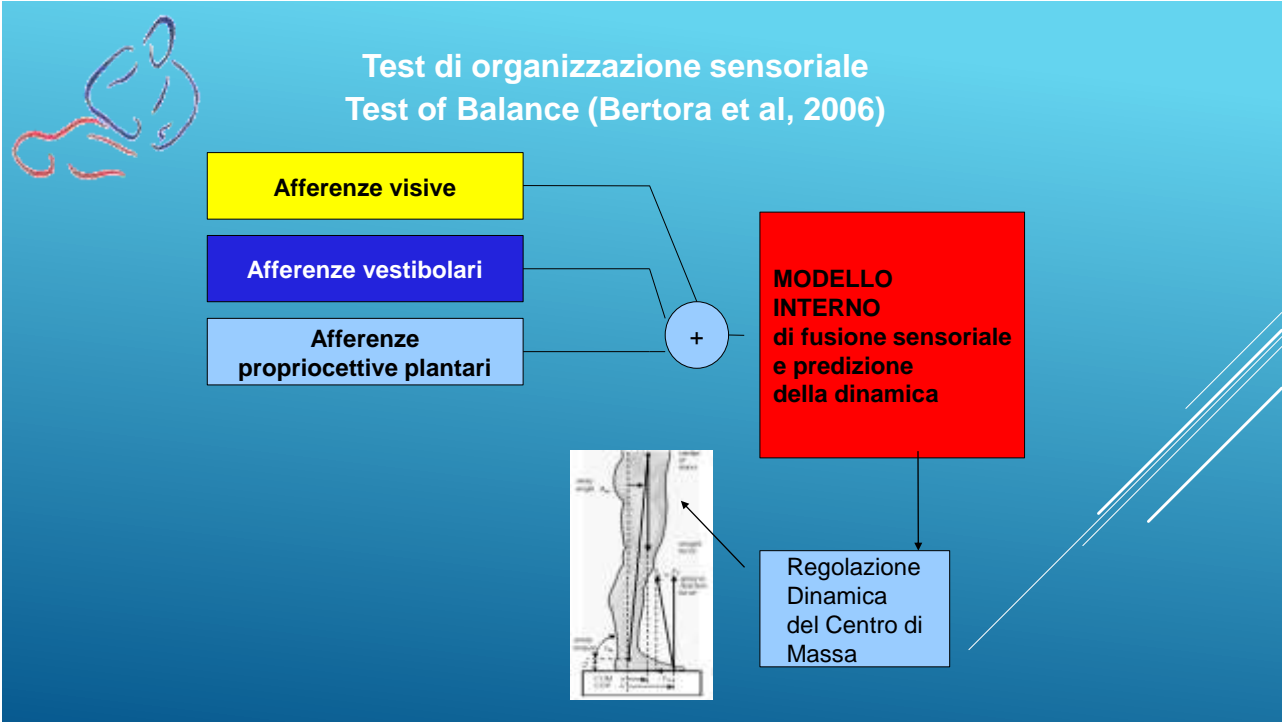 Test di organizzazione sensoriale
Test of Balance (Bertora et al, 2006)
Afferenze visive
Afferenze vestibolari
Afferenze
propriocettive plantari
+
MODELLO
INTERNO
di fusione sensoriale
e predizione
della dinamica
Regolazione
Dinamica
del Centro di
Massa